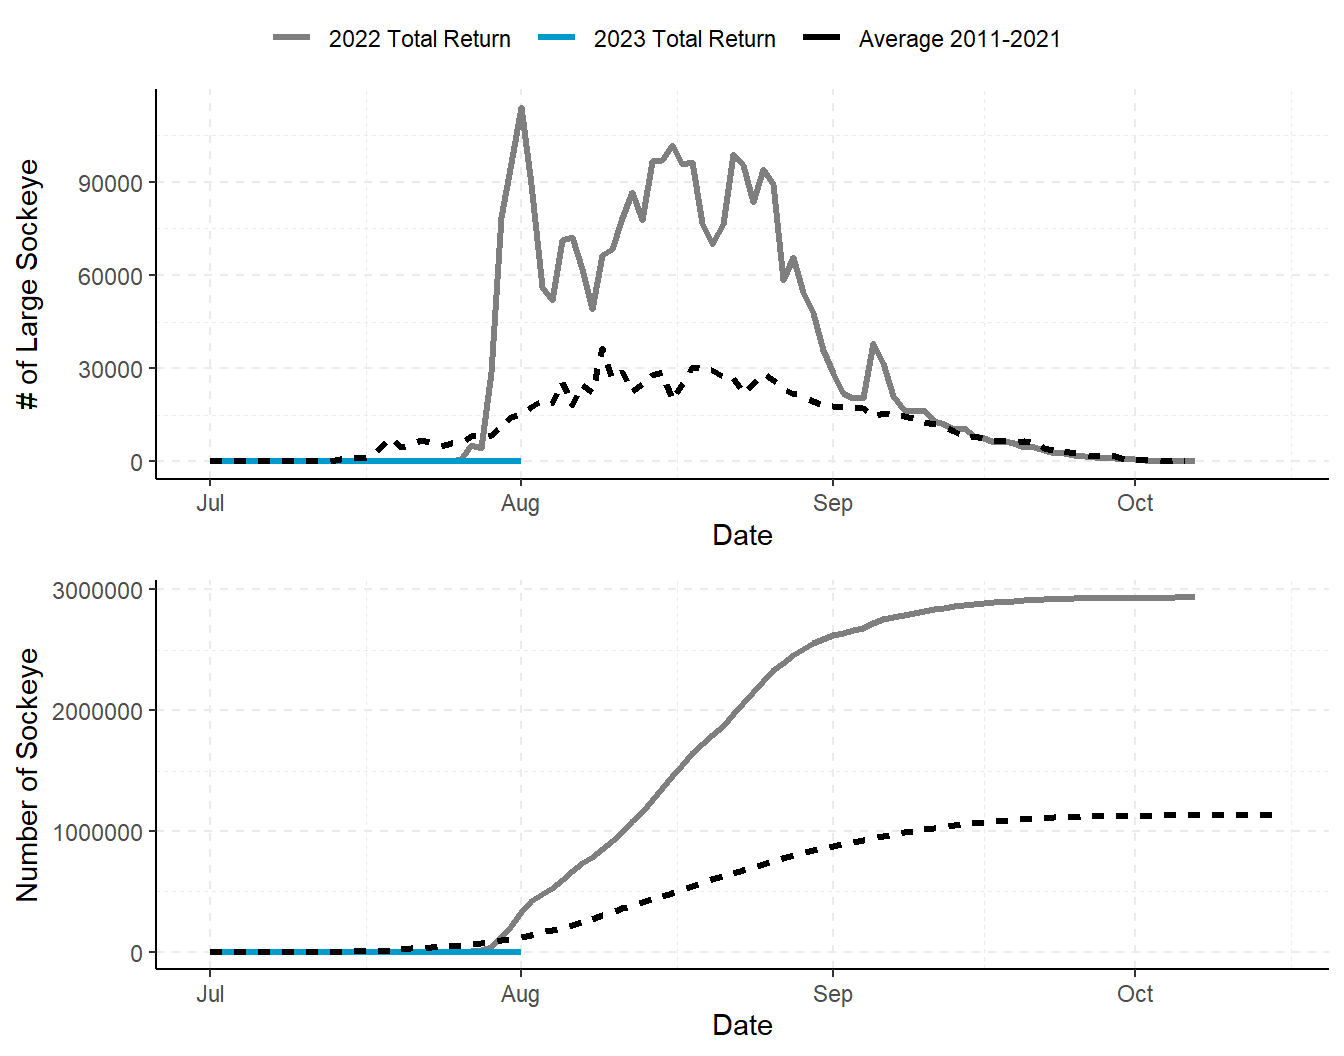 2022 Total Return 2023 Total Return Average 2011-2021
# of Large Sockeye
90000
60000
30000
0
Jul Aug Sep Oct
Date
Number of Sockeye
3000000
2000000
1000000
0
Jul Aug Sep Oct
Date